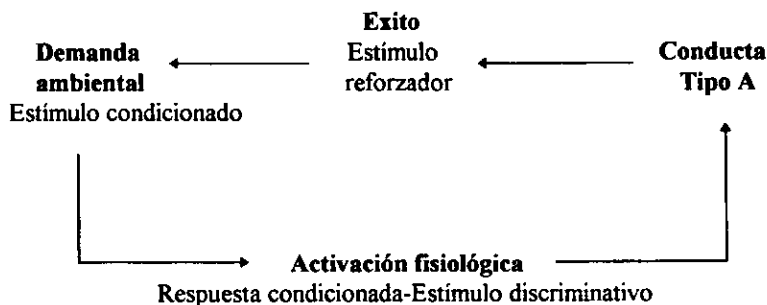 Exito
Estímulo
reforzador
Demanda
ambiental
Estímulo condicionado
Conducta
Tipo A
Activación fisiológica
Respuesta condicionada-Estímulo discriminativo